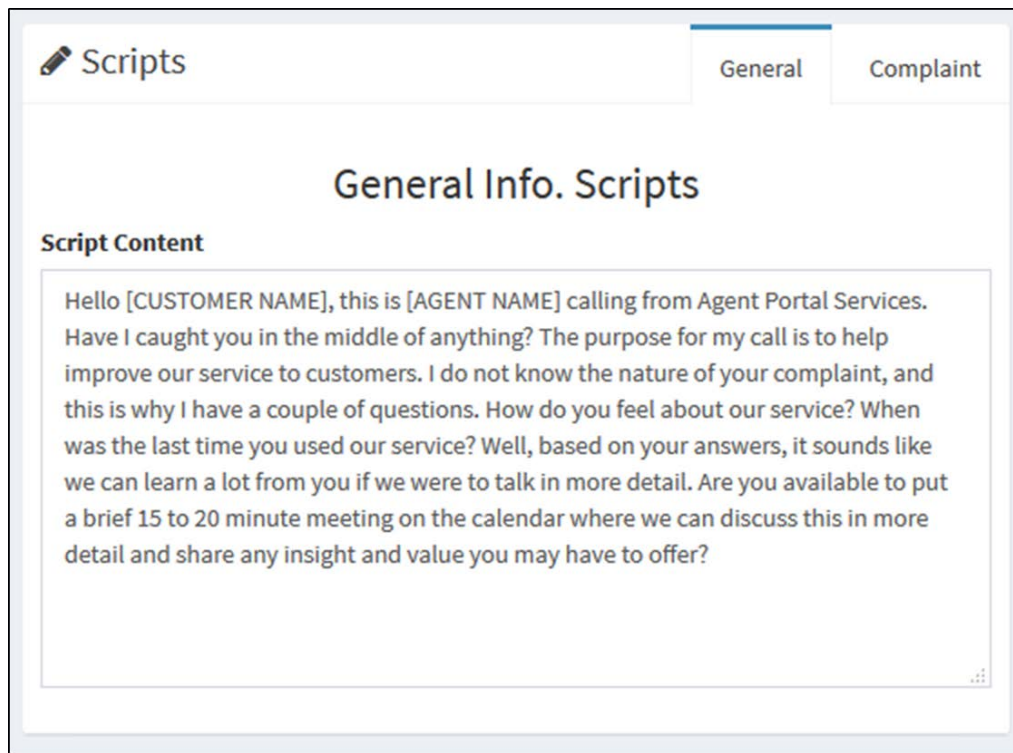 Scripts
General
Complaint
General Info. Scripts
Script Content
Hello [CUSTOMER NAME], this is [AGENT NAME] calling from Agent Portal Services.
Have I caught you in the middle of anything? The purpose for my call is to help
improve our service to customers. I do not know the nature of your complaint, and
this is why I have a couple of questions. How do you feel about our service? When
was the last time you used our service? Well, based on your answers, it sounds like
we can learn a lot from you if we were to talk in more detail. Are you available to put
a brief 15 to 20 minute meeting on the calendar where we can discuss this in more
detail and share any insight and value you may have to offer?